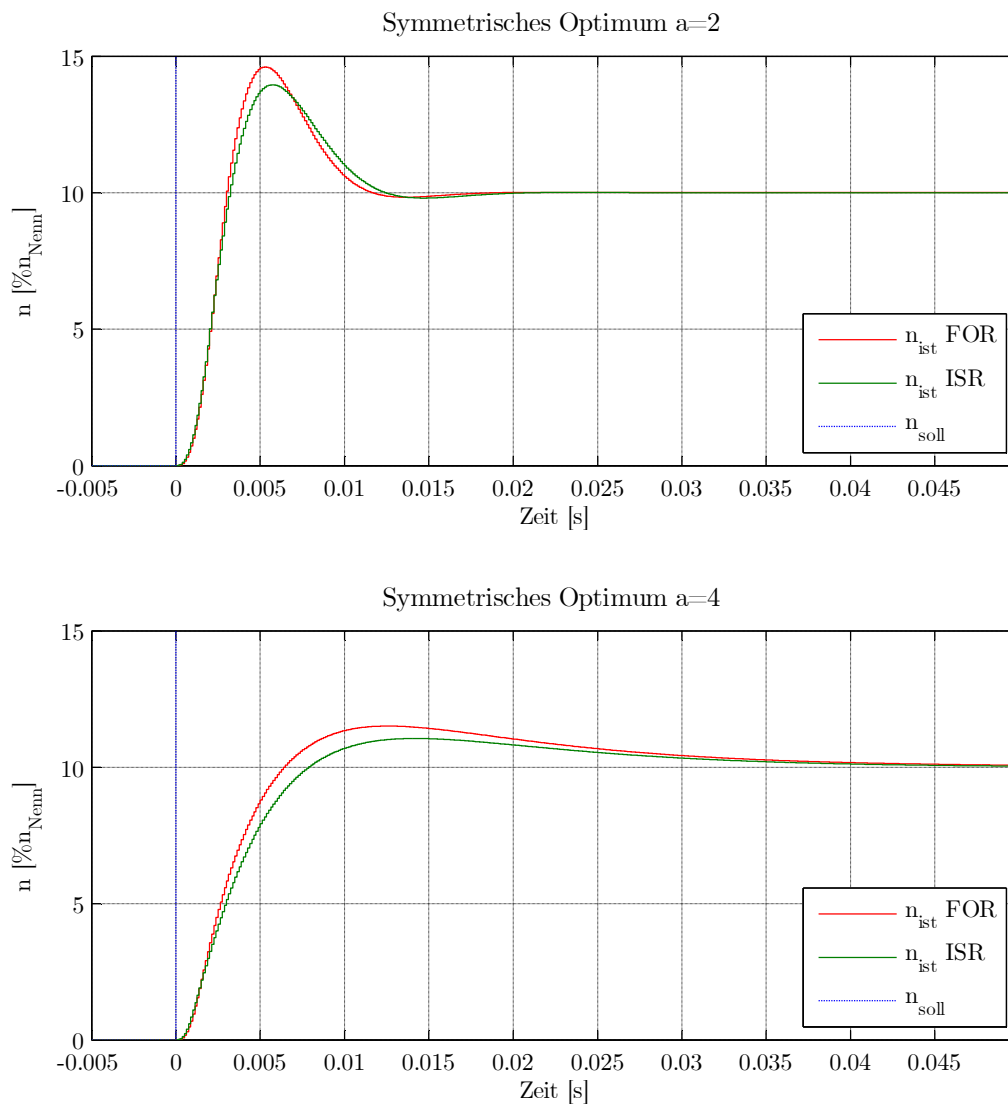 Symmetrisches Optimum a=2
15
10
5
0
n [%n_Nenn]
-0.005 0 0.005 0.01 0.015 0.02 0.025 0.03 0.035 0.04 0.045
Zeit [s]
n_ist FOR
n_ist ISR
n_soll
Symmetrisches Optimum a=4
15
10
5
0
n [%n_Nenn]
-0.005 0 0.005 0.01 0.015 0.02 0.025 0.03 0.035 0.04 0.045
Zeit [s]
n_ist FOR
n_ist ISR
n_soll